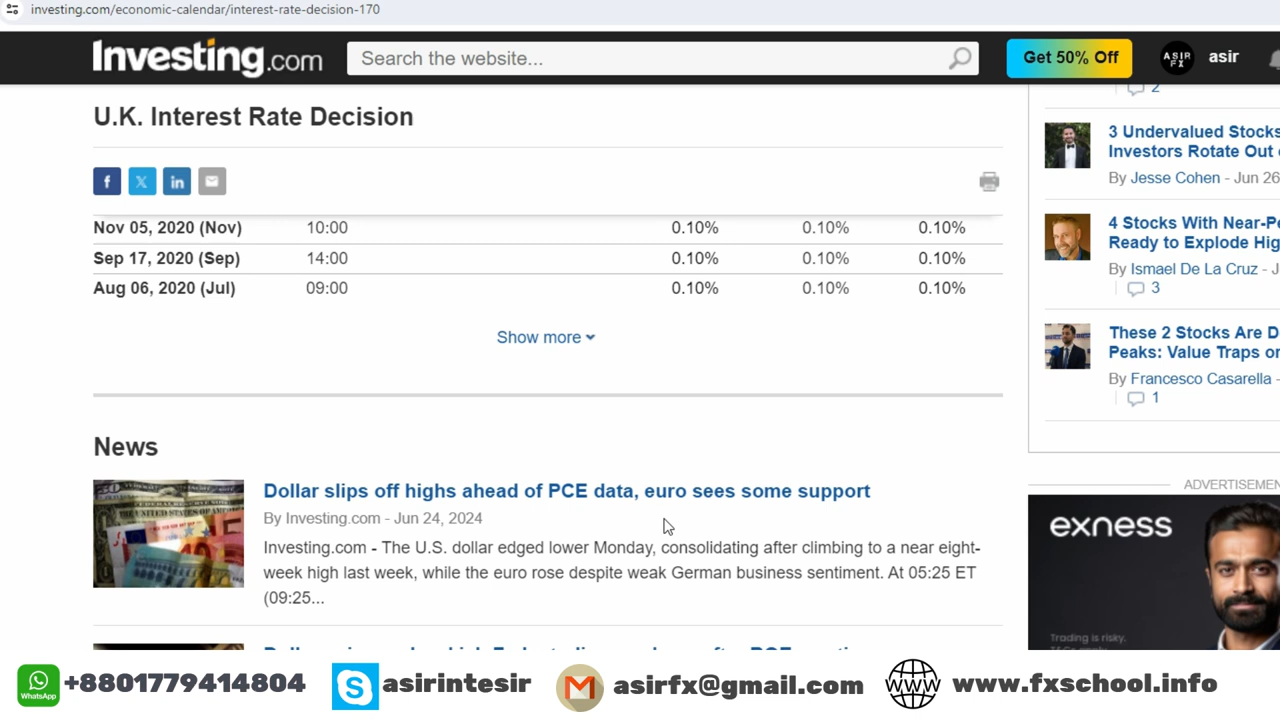 investing.com/economic-calendar/interest-rate-decision-170
Investing.com
Search the website...
Get 50% Off
ASIR FX
asir
U.K. Interest Rate Decision
Nov 05, 2020 (Nov) 10:00 0.10% 0.10% 0.10%
Sep 17, 2020 (Sep) 14:00 0.10% 0.10% 0.10%
Aug 06, 2020 (Jul) 09:00 0.10% 0.10% 0.10%
Show more
News
Dollar slips off highs ahead of PCE data, euro sees some support
By Investing.com - Jun 24, 2024
Investing.com - The U.S. dollar edged lower Monday, consolidating after climbing to a near eight-
week high last week, while the euro rose despite weak German business sentiment. At 05:25 ET
(09:25...
2
3 Undervalued Stocks
Investors Rotate Out
By Jesse Cohen - Jun 26
4 Stocks With Near-Pe
Ready to Explode Hig
By Ismael De La Cruz - J
3
These 2 Stocks Are D
Peaks: Value Traps or
By Francesco Casarella -
1
ADVERTISEMEN
exness
Trading is risky.
WhatsApp
+8801779414804
asirintesir
asirfx@gmail.com
WWW
www.fxschool.info